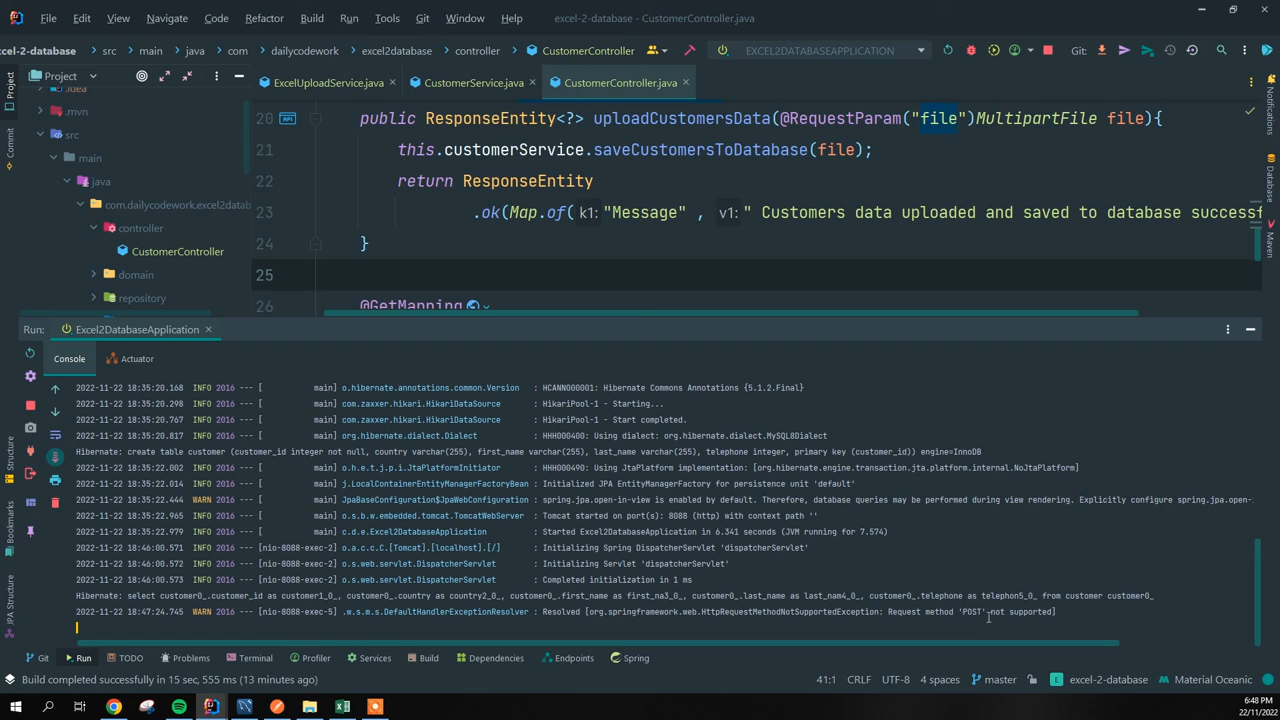 File Edit View Navigate Code Refactor Build Run Tools Git Window Help excel-2-database - CustomerController.java
excel-2-database src main java com dailycodework excel2database controller CustomerController EXCEL2DATABASEAPPLICATION Git:
Project Project ExcelUploadService.java CustomerService.java CustomerController.java
Notifications
Commit
Database
Maven
.idea
.mvn
src
main
java
com.dailycodework.excel2datab
controller
CustomerController
domain
repository
20 API public ResponseEntity<?> uploadCustomersData(@RequestParam("file")MultipartFile file){
21 this.customerService.saveCustomersToDatabase(file);
22 return ResponseEntity
23 .ok(Map.of( k1: "Message" , v1: " Customers data uploaded and saved to database successf
24 }
25
26 @GetMapping
Run: Excel2DatabaseApplication
Console Actuator
2022-11-22 18:35:20.168 INFO 2016 --- [ main] o.hibernate.annotations.common.Version : HCANN000001: Hibernate Commons Annotations {5.1.2.Final}
2022-11-22 18:35:20.298 INFO 2016 --- [ main] com.zaxxer.hikari.HikariDataSource : HikariPool-1 - Starting...
2022-11-22 18:35:20.767 INFO 2016 --- [ main] com.zaxxer.hikari.HikariDataSource : HikariPool-1 - Start completed.
2022-11-22 18:35:20.817 INFO 2016 --- [ main] org.hibernate.dialect.Dialect : HHH000400: Using dialect: org.hibernate.dialect.MySQL8Dialect
Hibernate: create table customer (customer_id integer not null, country varchar(255), first_name varchar(255), last_name varchar(255), telephone integer, primary key (customer_id)) engine=InnoDB
2022-11-22 18:35:22.002 INFO 2016 --- [ main] o.h.e.t.j.p.i.JtaPlatformInitiator : HHH000490: Using JtaPlatform implementation: [org.hibernate.engine.transaction.jta.platform.internal.NoJtaPlatform]
2022-11-22 18:35:22.014 INFO 2016 --- [ main] j.LocalContainerEntityManagerFactoryBean : Initialized JPA EntityManagerFactory for persistence unit 'default'
2022-11-22 18:35:22.444 WARN 2016 --- [ main] JpaBaseConfiguration$JpaWebConfiguration : spring.jpa.open-in-view is enabled by default. Therefore, database queries may be performed during view rendering. Explicitly configure spring.jpa.open-
2022-11-22 18:35:22.965 INFO 2016 --- [ main] o.s.b.w.embedded.tomcat.TomcatWebServer : Tomcat started on port(s): 8088 (http) with context path ''
2022-11-22 18:35:22.979 INFO 2016 --- [ main] c.d.e.Excel2DatabaseApplication : Started Excel2DatabaseApplication in 6.341 seconds (JVM running for 7.574)
2022-11-22 18:46:00.571 INFO 2016 --- [nio-8088-exec-2] o.a.c.c.C.[Tomcat].[localhost].[/] : Initializing Spring DispatcherServlet 'dispatcherServlet'
2022-11-22 18:46:00.572 INFO 2016 --- [nio-8088-exec-2] o.s.web.servlet.DispatcherServlet : Initializing Servlet 'dispatcherServlet'
2022-11-22 18:46:00.573 INFO 2016 --- [nio-8088-exec-2] o.s.web.servlet.DispatcherServlet : Completed initialization in 1 ms
Hibernate: select customer0_.customer_id as customer1_0_, customer0_.country as country2_0_, customer0_.first_name as first_na3_0_, customer0_.last_name as last_nam4_0_, customer0_.telephone as telephon5_0_ from customer customer0_
2022-11-22 18:47:24.745 WARN 2016 --- [nio-8088-exec-5] .w.s.m.s.DefaultHandlerExceptionResolver : Resolved [org.springframework.web.HttpRequestMethodNotSupportedException: Request method 'POST' not supported]
Structure
Bookmarks
JPA Structure
Git Run TODO Problems Terminal Profiler Services Build Dependencies Endpoints Spring
Build completed successfully in 15 sec, 555 ms (13 minutes ago) 41:1 CRLF UTF-8 4 spaces master E excel-2-database Material Oceanic
6:48 PM
22/11/2022